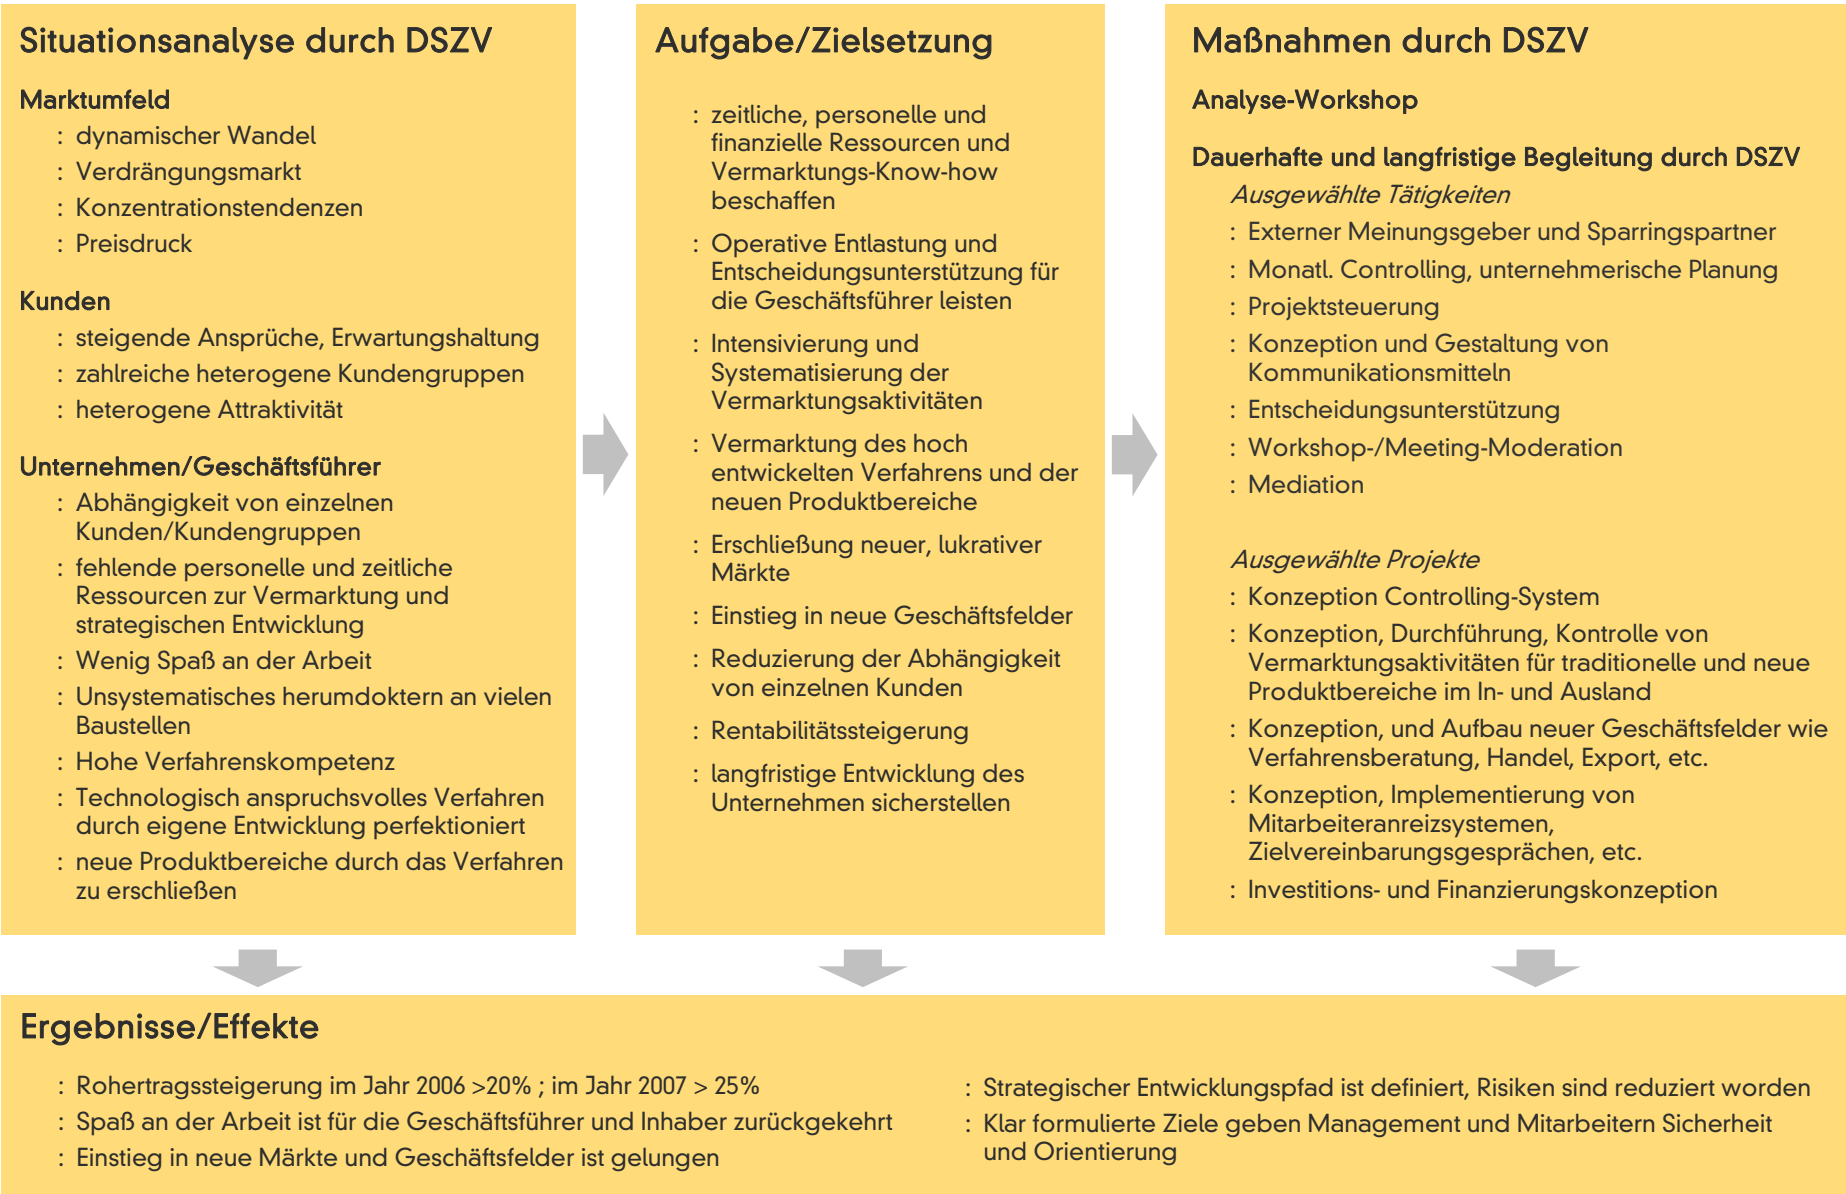 Situationsanalyse durch DSZV
Marktumfeld
: dynamischer Wandel
: Verdrängungsmarkt
: Konzentrationstendenzen
: Preisdruck
Kunden
: steigende Ansprüche, Erwartungshaltung
: zahlreiche heterogene Kundengruppen
: heterogene Attraktivität
Unternehmen/Geschäftsführer
: Abhängigkeit von einzelnen
Kunden/Kundengruppen
: fehlende personelle und zeitliche
Ressourcen zur Vermarktung und
strategischen Entwicklung
: Wenig Spaß an der Arbeit
: Unsystematisches herumdoktern an vielen
Baustellen
: Hohe Verfahrenskompetenz
: Technologisch anspruchsvolles Verfahren
durch eigene Entwicklung perfektioniert
: neue Produktbereiche durch das Verfahren
zu erschließen
Aufgabe/Zielsetzung
: zeitliche, personelle und
finanzielle Ressourcen und
Vermarktungs-Know-how
beschaffen
: Operative Entlastung und
Entscheidungsunterstützung für
die Geschäftsführer leisten
: Intensivierung und
Systematisierung der
Vermarktungsaktivitäten
: Vermarktung des hoch
entwickelten Verfahrens und der
neuen Produktbereiche
: Erschließung neuer, lukrativer
Märkte
: Einstieg in neue Geschäftsfelder
: Reduzierung der Abhängigkeit
von einzelnen Kunden
: Rentabilitätssteigerung
: langfristige Entwicklung des
Unternehmen sicherstellen
Maßnahmen durch DSZV
Analyse-Workshop
Dauerhafte und langfristige Begleitung durch DSZV
Ausgewählte Tätigkeiten
: Externer Meinungsgeber und Sparringspartner
: Monatl. Controlling, unternehmerische Planung
: Projektsteuerung
: Konzeption und Gestaltung von
Kommunikationsmitteln
: Entscheidungsunterstützung
: Workshop-/Meeting-Moderation
: Mediation
Ausgewählte Projekte
: Konzeption Controlling-System
: Konzeption, Durchführung, Kontrolle von
Vermarktungsaktivitäten für traditionelle und neue
Produktbereiche im In- und Ausland
: Konzeption, und Aufbau neuer Geschäftsfelder wie
Verfahrensberatung, Handel, Export, etc.
: Konzeption, Implementierung von
Mitarbeiteranreizsystemen,
Zielvereinbarungsgesprächen, etc.
: Investitions- und Finanzierungskonzeption
Ergebnisse/Effekte
: Rohertragssteigerung im Jahr 2006 >20% ; im Jahr 2007 > 25%
: Spaß an der Arbeit ist für die Geschäftsführer und Inhaber zurückgekehrt
: Einstieg in neue Märkte und Geschäftsfelder ist gelungen
: Strategischer Entwicklungspfad ist definiert, Risiken sind reduziert worden
: Klar formulierte Ziele geben Management und Mitarbeitern Sicherheit
und Orientierung